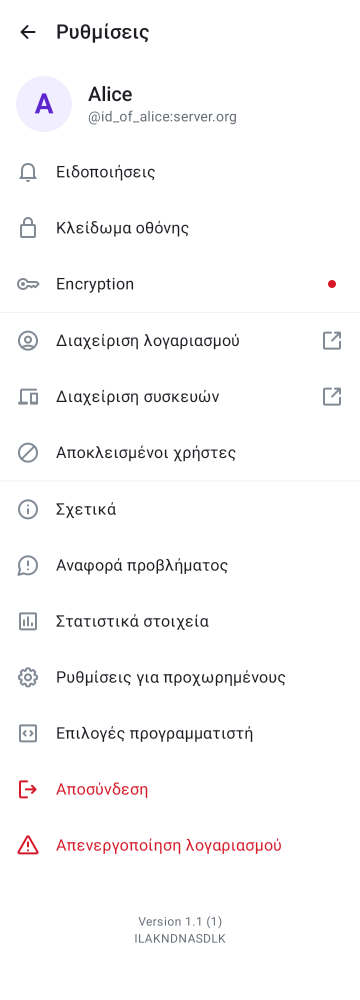 Ρυθμίσεις
A
Alice
@id_of_alice:server.org
Ειδοποιήσεις
Κλείδωμα οθόνης
Encryption
Διαχείριση λογαριασμού
Διαχείριση συσκευών
Αποκλεισμένοι χρήστες
Σχετικά
Αναφορά προβλήματος
Στατιστικά στοιχεία
Ρυθμίσεις για προχωρημένους
Επιλογές προγραμματιστή
Αποσύνδεση
Απενεργοποίηση λογαριασμού
Version 1.1 (1)
ILAKNDNASDLK